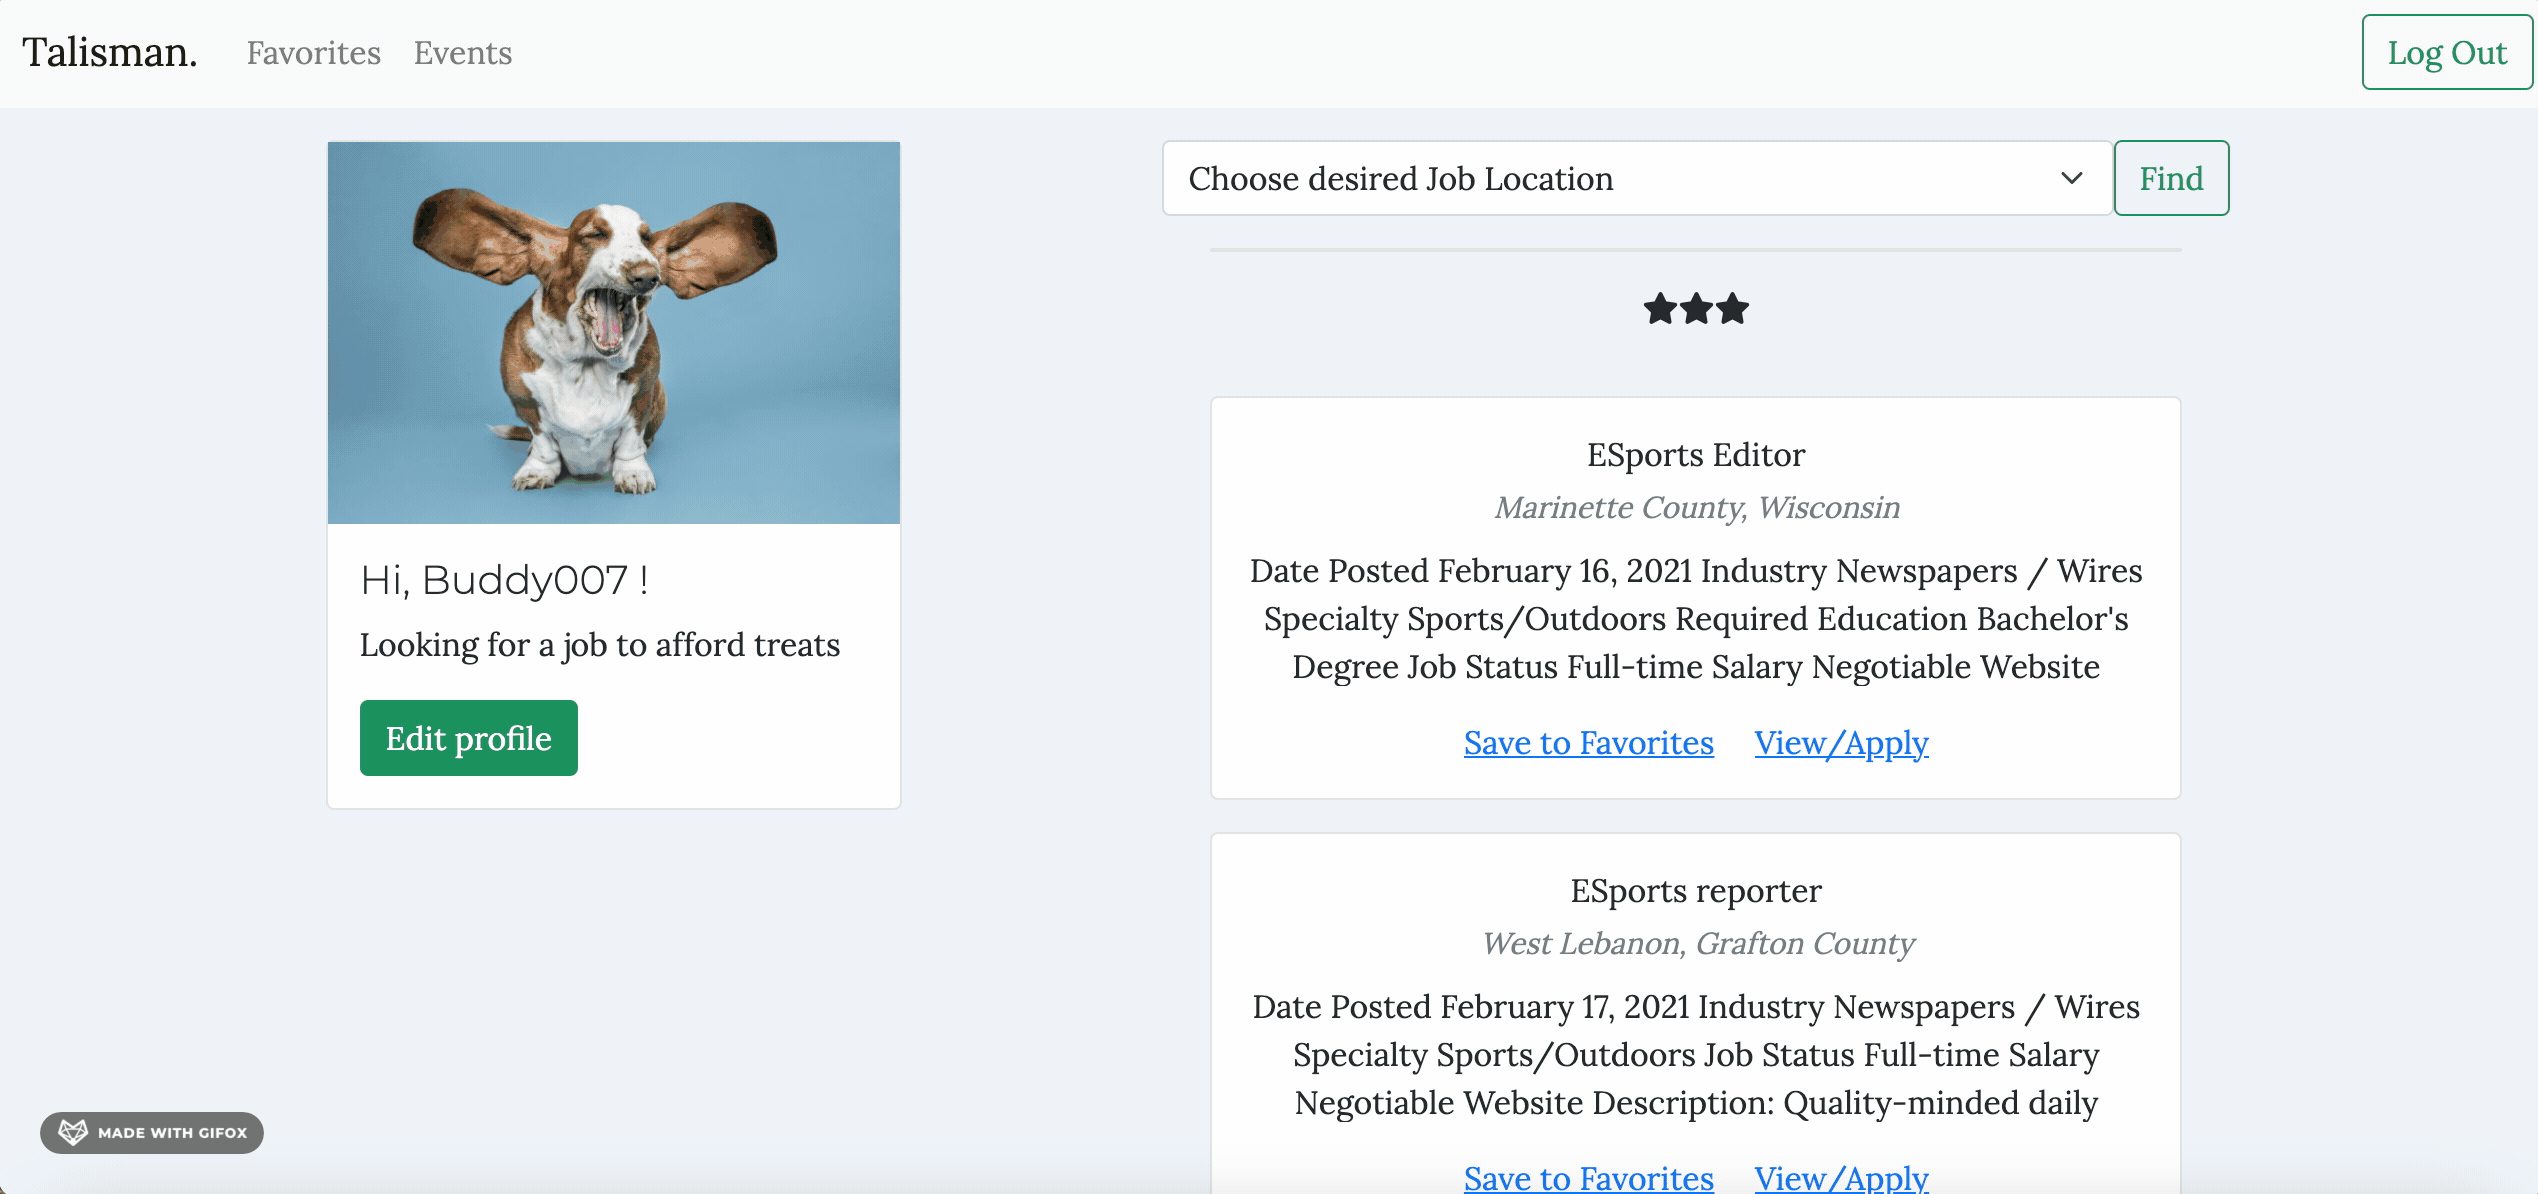 Talisman.
Favorites
Events
Log Out
Choose desired Job Location
Find
Hi, Buddy007 !
Looking for a job to afford treats
Edit profile
ESports Editor
Marinette County, Wisconsin
Date Posted February 16, 2021 Industry Newspapers / Wires
Specialty Sports/Outdoors Required Education Bachelor's
Degree Job Status Full-time Salary Negotiable Website
Save to Favorites
View/Apply
ESports reporter
West Lebanon, Grafton County
Date Posted February 17, 2021 Industry Newspapers / Wires
Specialty Sports/Outdoors Job Status Full-time Salary
Negotiable Website Description: Quality-minded daily
Save to Favorites
View/Apply
MADE WITH GIFOX